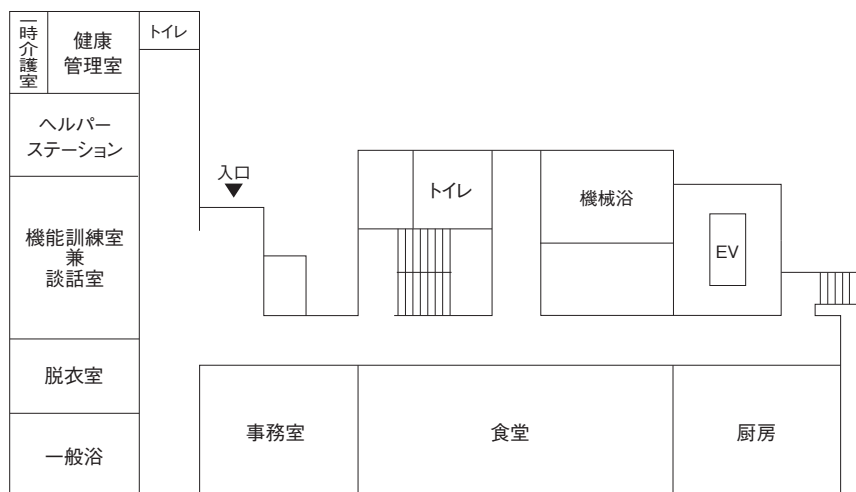 一時介護室
健康
管理室
トイレ
ヘルパー
ステーション
入口
トイレ
機械浴
機能訓練室
兼
談話室
EV
脱衣室
事務室
食堂
厨房
一般浴